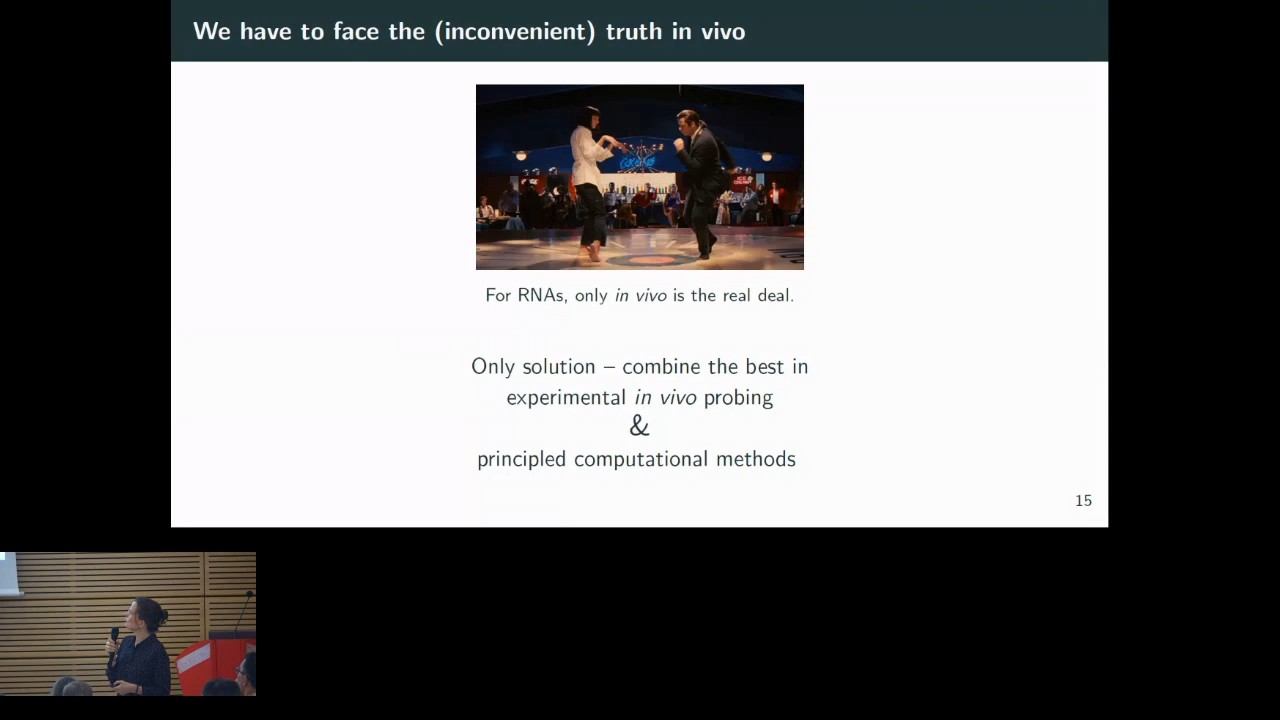 We have to face the (inconvenient) truth in vivo
For RNAs, only in vivo is the real deal.
Only solution – combine the best in
experimental in vivo probing
&
principled computational methods
15